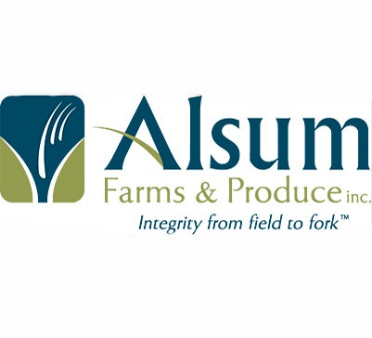 Alsum
Farms & Produce inc.
Integrity from field to fork™